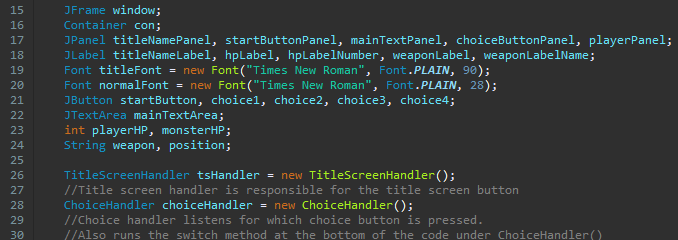 15 JFrame window;
16 Container con;
17 JPanel titleNamePanel, startButtonPanel, mainTextPanel, choiceButtonPanel, playerPanel;
18 JLabel titleNameLabel, hpLabel, hpLabelNumber, weaponLabel, weaponLabelName;
19 Font titleFont = new Font("Times New Roman", Font.PLAIN, 90);
20 Font normalFont = new Font("Times New Roman", Font.PLAIN, 28);
21 JButton startButton, choice1, choice2, choice3, choice4;
22 JTextArea mainTextArea;
23 int playerHP, monsterHP;
24 String weapon, position;
25
26 TitleScreenHandler tsHandler = new TitleScreenHandler();
27 //Title screen handler is responsible for the title screen button
28 ChoiceHandler choiceHandler = new ChoiceHandler();
29 //Choice handler listens for which choice button is pressed.
30 //Also runs the switch method at the bottom of the code under ChoiceHandler()